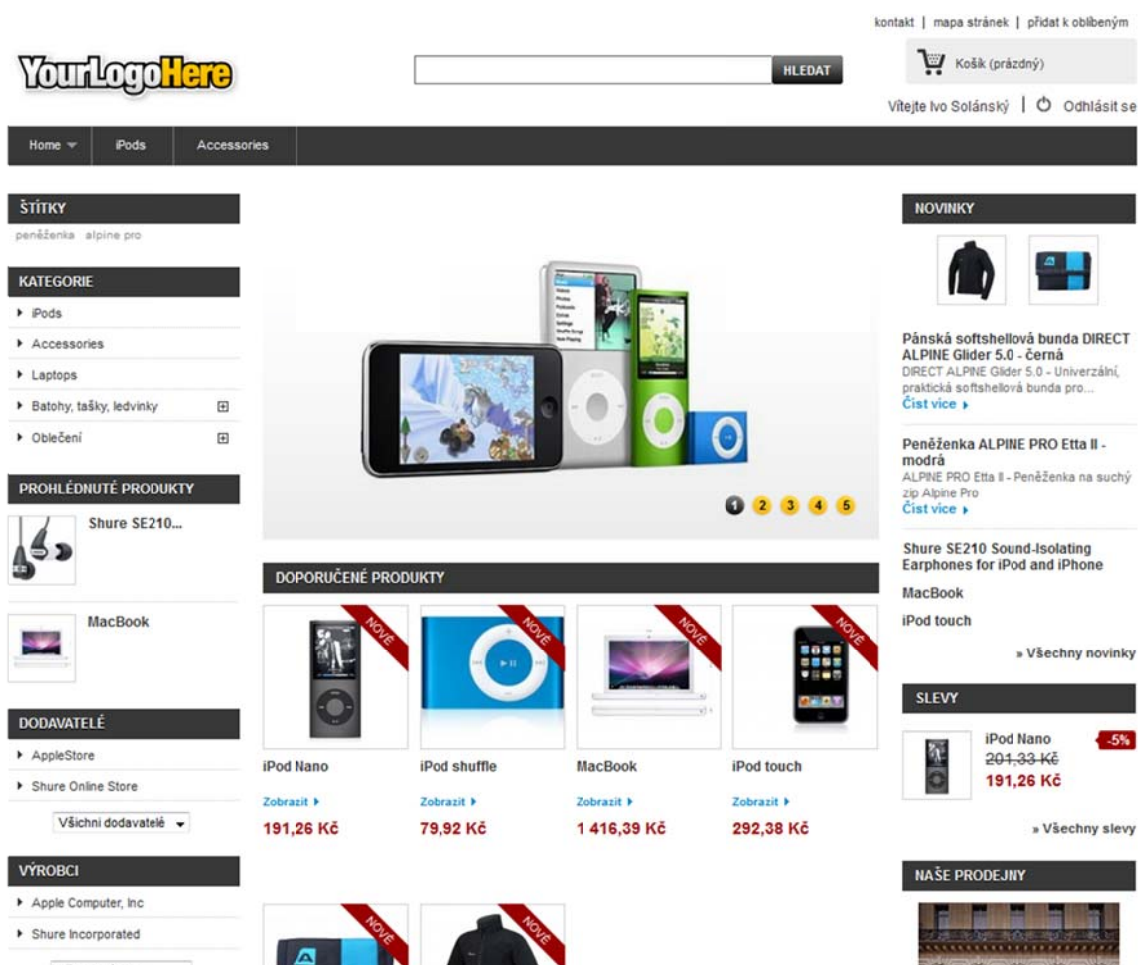 kontakt | mapa stránek | přidat k oblíbeným
YourLogoHere
HLEDAT
Košík (prázdný)
Vítejte Ivo Solánský | Odhlásit se
Home
iPods
Accessories
ŠTÍTKY
peněženka alpine pro
KATEGORIE
iPods
Accessories
Laptops
Batohy, tašky, ledvinky
Oblečení
PROHLÉDNUTÉ PRODUKTY
Shure SE210...
MacBook
DODAVATELÉ
AppleStore
Shure Online Store
Všichni dodavatelé
VÝROBCI
Apple Computer, Inc
Shure Incorporated
1 2 3 4 5
DOPORUČENÉ PRODUKTY
NOVÉ
iPod Nano
Zobrazit
191,26 Kč
NOVÉ
iPod shuffle
Zobrazit
79,92 Kč
NOVÉ
MacBook
Zobrazit
1 416,39 Kč
NOVÉ
iPod touch
Zobrazit
292,38 Kč
NOVÉ
NOVÉ
NOVINKY
Pánská softshellová bunda DIRECT
ALPINE Glider 5.0 - černá
DIRECT ALPINE Glider 5.0 - Univerzální,
praktická softshellová bunda pro...
Číst více
Peněženka ALPINE PRO Etta II -
modrá
ALPINE PRO Etta II - Peněženka na suchý
zip Alpine Pro
Číst více
Shure SE210 Sound-Isolating
Earphones for iPod and iPhone
MacBook
iPod touch
» Všechny novinky
SLEVY
iPod Nano
-5%
201,33 Kč
191,26 Kč
» Všechny slevy
NAŠE PRODEJNY